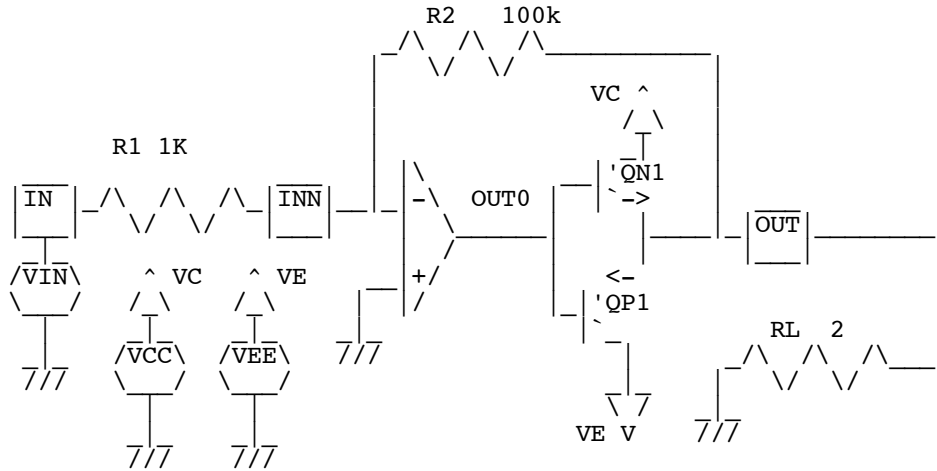 R2 100k
VC ^
R1 1K
IN
INN
-
OUT0
'QN1
` ->
OUT
VIN
^ VC
^ VE
+
<-
'QP1
`
VCC
VEE
RL 2
VE V